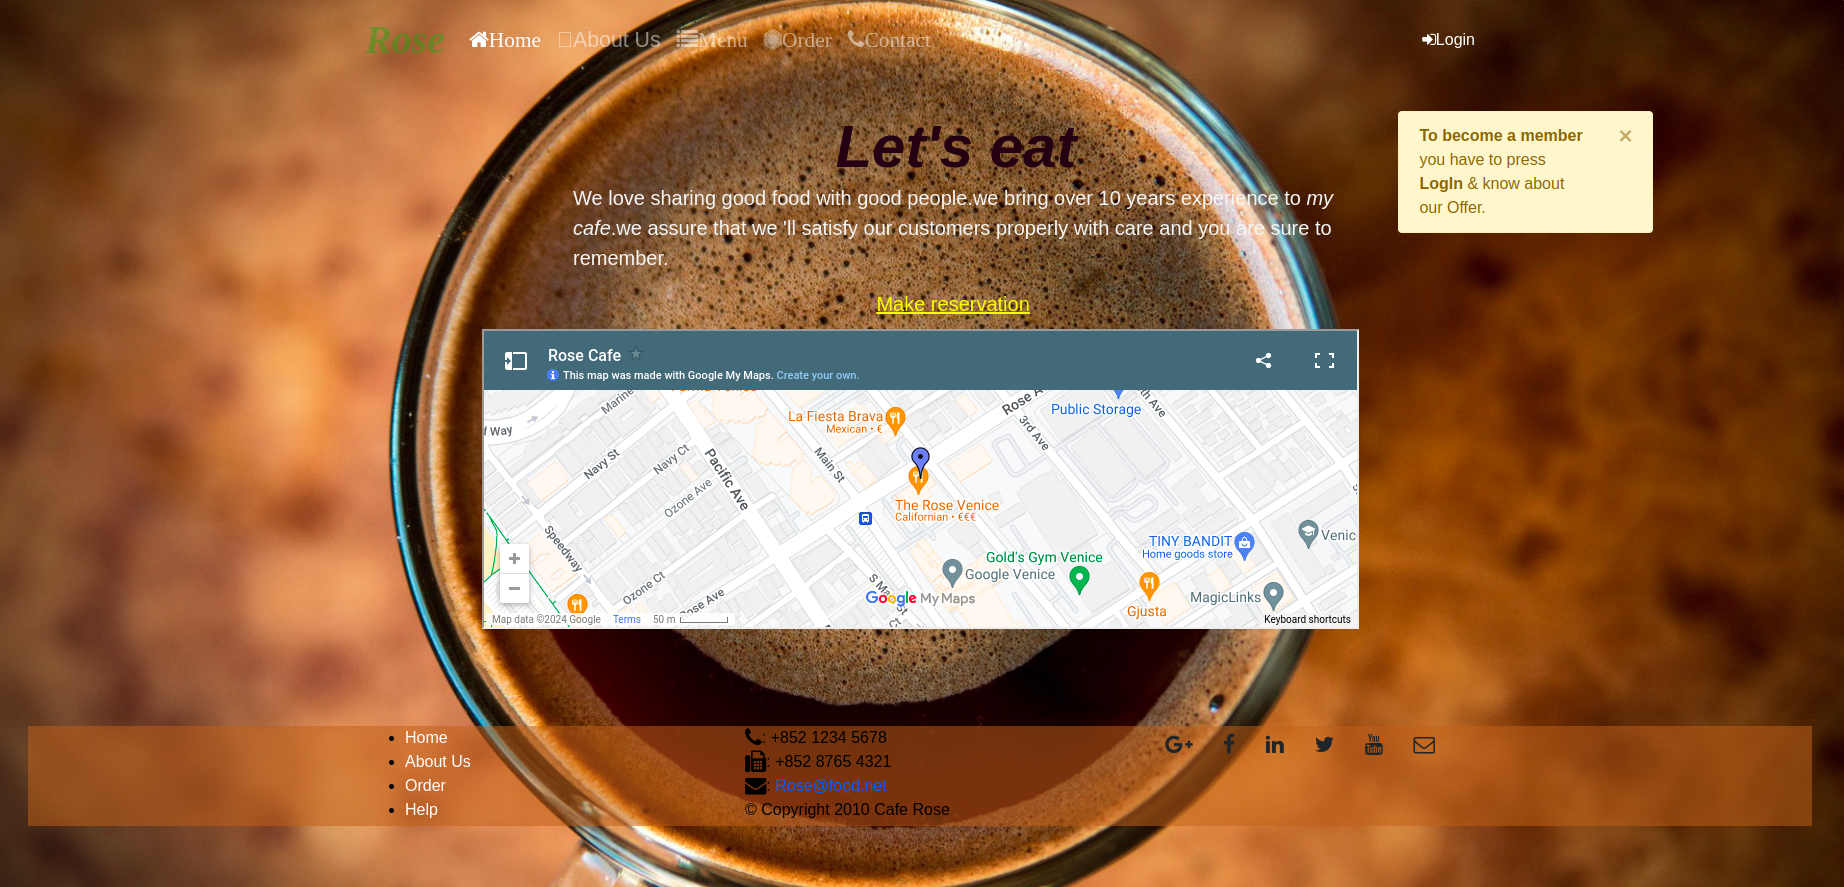 Rose Home About Us Menu Order Contact Login
Let's eat
We love sharing good food with good people.we bring over 10 years experience to my
cafe.we assure that we 'll satisfy our customers properly with care and you are sure to
remember.
Make reservation
To become a member ×
you have to press
LogIn & know about
our Offer.
Rose Cafe
This map was made with Google My Maps. Create your own.
Marine
d Way
Navy St
Navy Ct
Ozone Ave
Pacific Ave
Speedway
Ozone Ct
Rose Ave
La Fiesta Brava
Mexican • €
Main St
Rose A
3rd Ave
Public Storage
7th Ave
The Rose Venice
Californian • €€€
Gold's Gym Venice
Google Venice
S Main St
Ct
TINY BANDIT
Home goods store
Venic
Gjusta
MagicLinks
Google My Maps
Map data ©2024 Google Terms 50 m
Keyboard shortcuts
Home
About Us
Order
Help
: +852 1234 5678
: +852 8765 4321
: Rose@food.net
© Copyright 2010 Cafe Rose
G+ f in You Tube